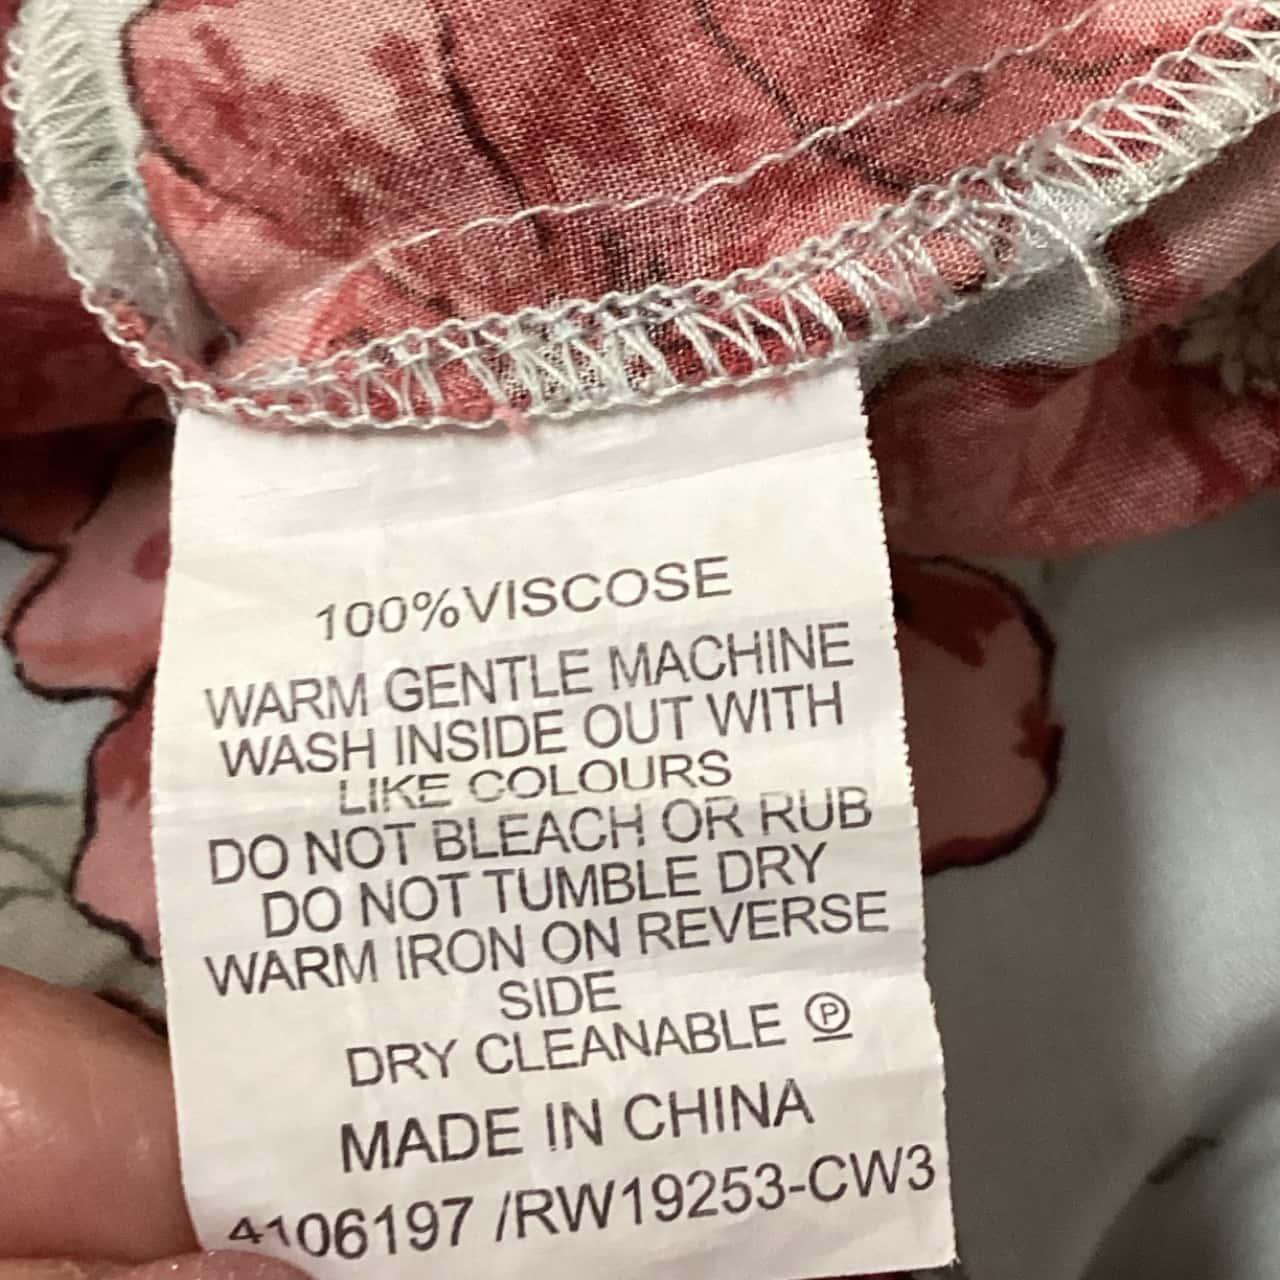 100%VISCOSE
WARM GENTLE MACHINE
WASH INSIDE OUT WITH
LIKE COLOURS
DO NOT BLEACH OR RUB
DO NOT TUMBLE DRY
WARM IRON ON REVERSE
SIDE
DRY CLEANABLE Ⓟ
MADE IN CHINA
4106197 /RW19253-CW3